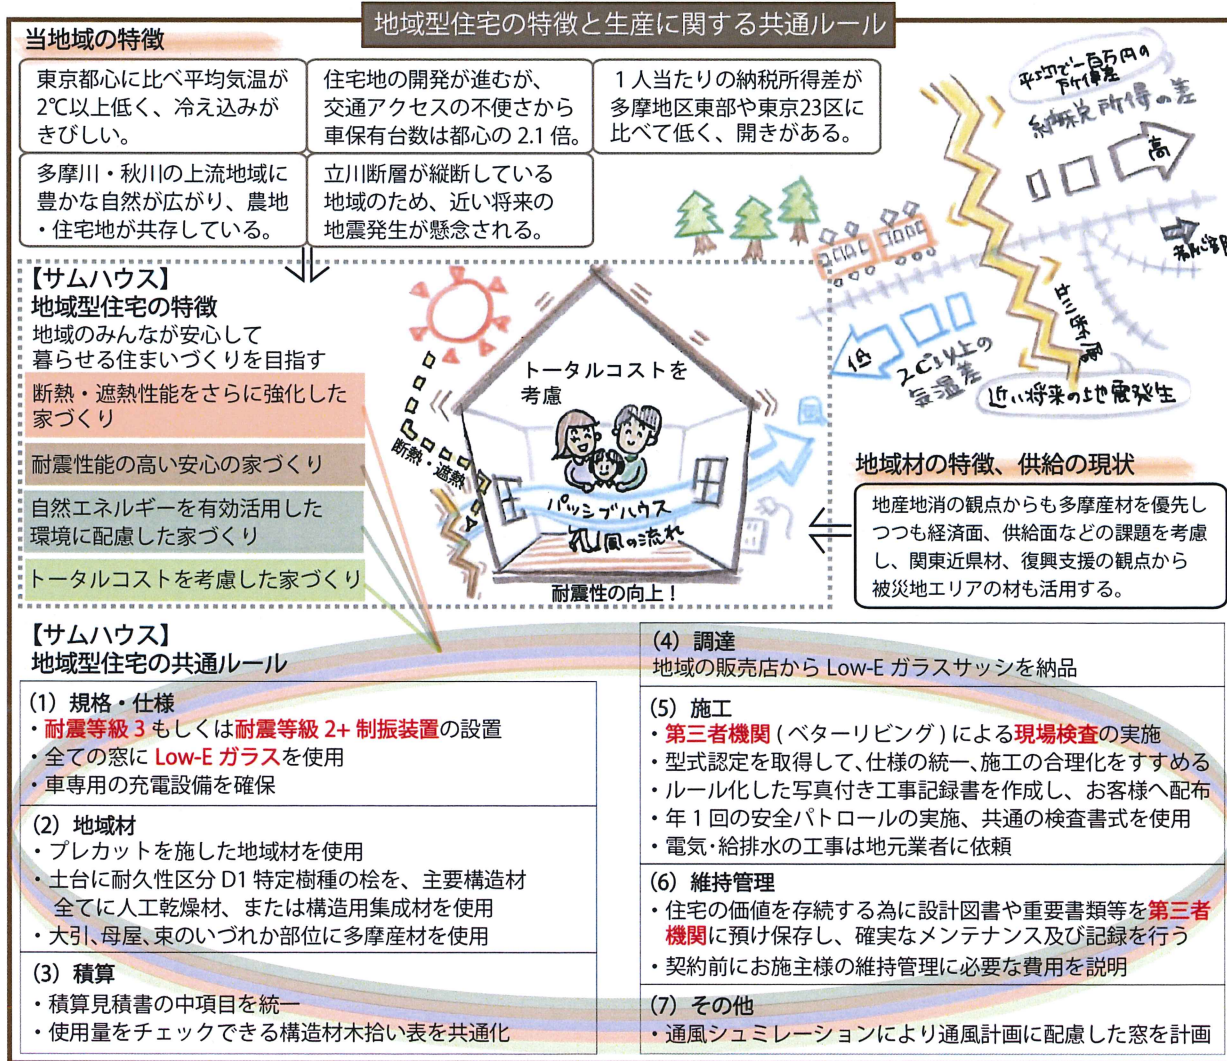 地域型住宅の特徴と生産に関する共通ルール
当地域の特徴
東京都心に比べ平均気温が
2℃以上低く、冷え込みが
きびしい。
住宅地の開発が進むが、
交通アクセスの不便さから
車保有台数は都心の 2.1 倍。
1人当たりの納税所得差が
多摩地区東部や東京23区に
比べて低く、開きがある。
多摩川・秋川の上流地域に
豊かな自然が広がり、農地
・住宅地が共存している。
立川断層が縦断している
地域のため、近い将来の
地震発生が懸念される。
平均で一百万円の
所得差
納税所得の差
高
低
2℃以上の
気温差
立川断層
近い将来の地震発生
【サムハウス】
地域型住宅の特徴
地域のみんなが安心して
暮らせる住まいづくりを目指す
断熱・遮熱性能をさらに強化した
家づくり
耐震性能の高い安心の家づくり
自然エネルギーを有効活用した
環境に配慮した家づくり
トータルコストを考慮した家づくり
トータルコストを
考慮
断熱・遮熱
パッシブハウス
風の流れ
風
耐震性の向上！
地域材の特徴、供給の現状
地産地消の観点からも多摩産材を優先し
つつも経済面、供給面などの課題を考慮
し、関東近県材、復興支援の観点から
被災地エリアの材も活用する。
【サムハウス】
地域型住宅の共通ルール
(1) 規格・仕様
・耐震等級 3 もしくは耐震等級 2+ 制振装置の設置
・全ての窓に Low-E ガラスを使用
・車専用の充電設備を確保
(2) 地域材
・プレカットを施した地域材を使用
・土台に耐久性区分 D1 特定樹種の桧を、主要構造材
全てに人工乾燥材、または構造用集成材を使用
・大引、母屋、束のいづれか部位に多摩産材を使用
(3) 積算
・積算見積書の中項目を統一
・使用量をチェックできる構造材木拾い表を共通化
(4) 調達
地域の販売店から Low-E ガラスサッシを納品
(5) 施工
・第三者機関 ( ベターリビング ) による現場検査の実施
・型式認定を取得して、仕様の統一、施工の合理化をすすめる
・ルール化した写真付き工事記録書を作成し、お客様へ配布
・年 1 回の安全パトロールの実施、共通の検査書式を使用
・電気・給排水の工事は地元業者に依頼
(6) 維持管理
・住宅の価値を存続する為に設計図書や重要書類等を第三者
機関に預け保存し、確実なメンテナンス及び記録を行う
・契約前にお施主様の維持管理に必要な費用を説明
(7) その他
・通風シュミレーションにより通風計画に配慮した窓を計画